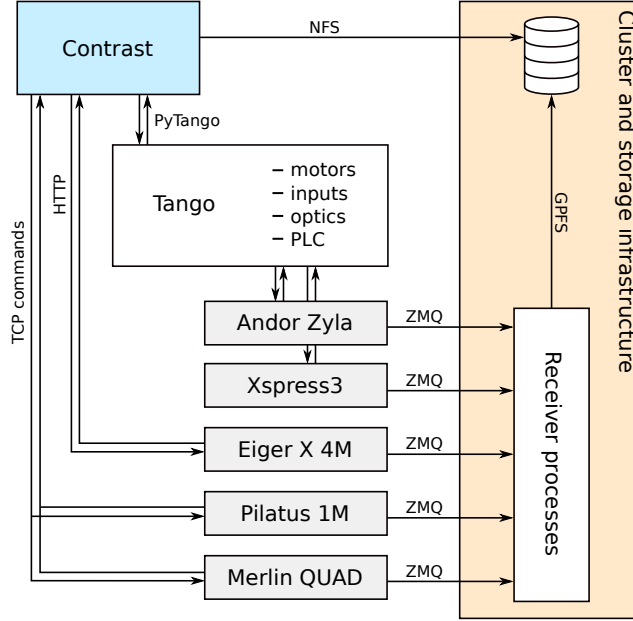 Contrast
NFS
PyTango
HTTP
TCP commands
Tango
– motors
– inputs
– optics
– PLC
GPFS
Cluster and storage infrastructure
Andor Zyla
ZMQ
Xspress3
ZMQ
Eiger X 4M
ZMQ
Pilatus 1M
ZMQ
Merlin QUAD
ZMQ
Receiver processes